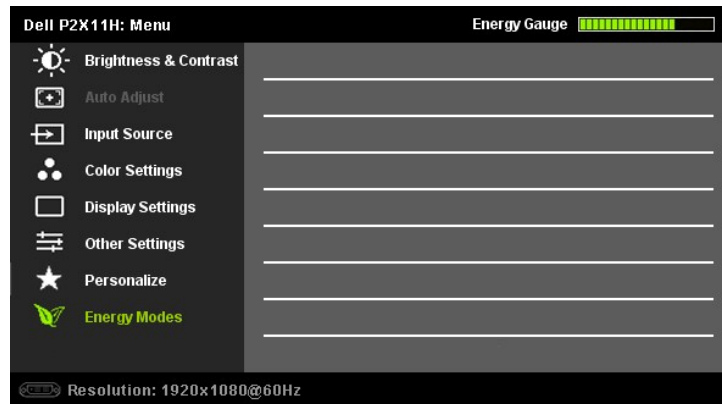 Dell P2X11H: Menu
Energy Gauge
Brightness & Contrast
Auto Adjust
Input Source
Color Settings
Display Settings
Other Settings
Personalize
Energy Modes
Resolution: 1920x1080@60Hz